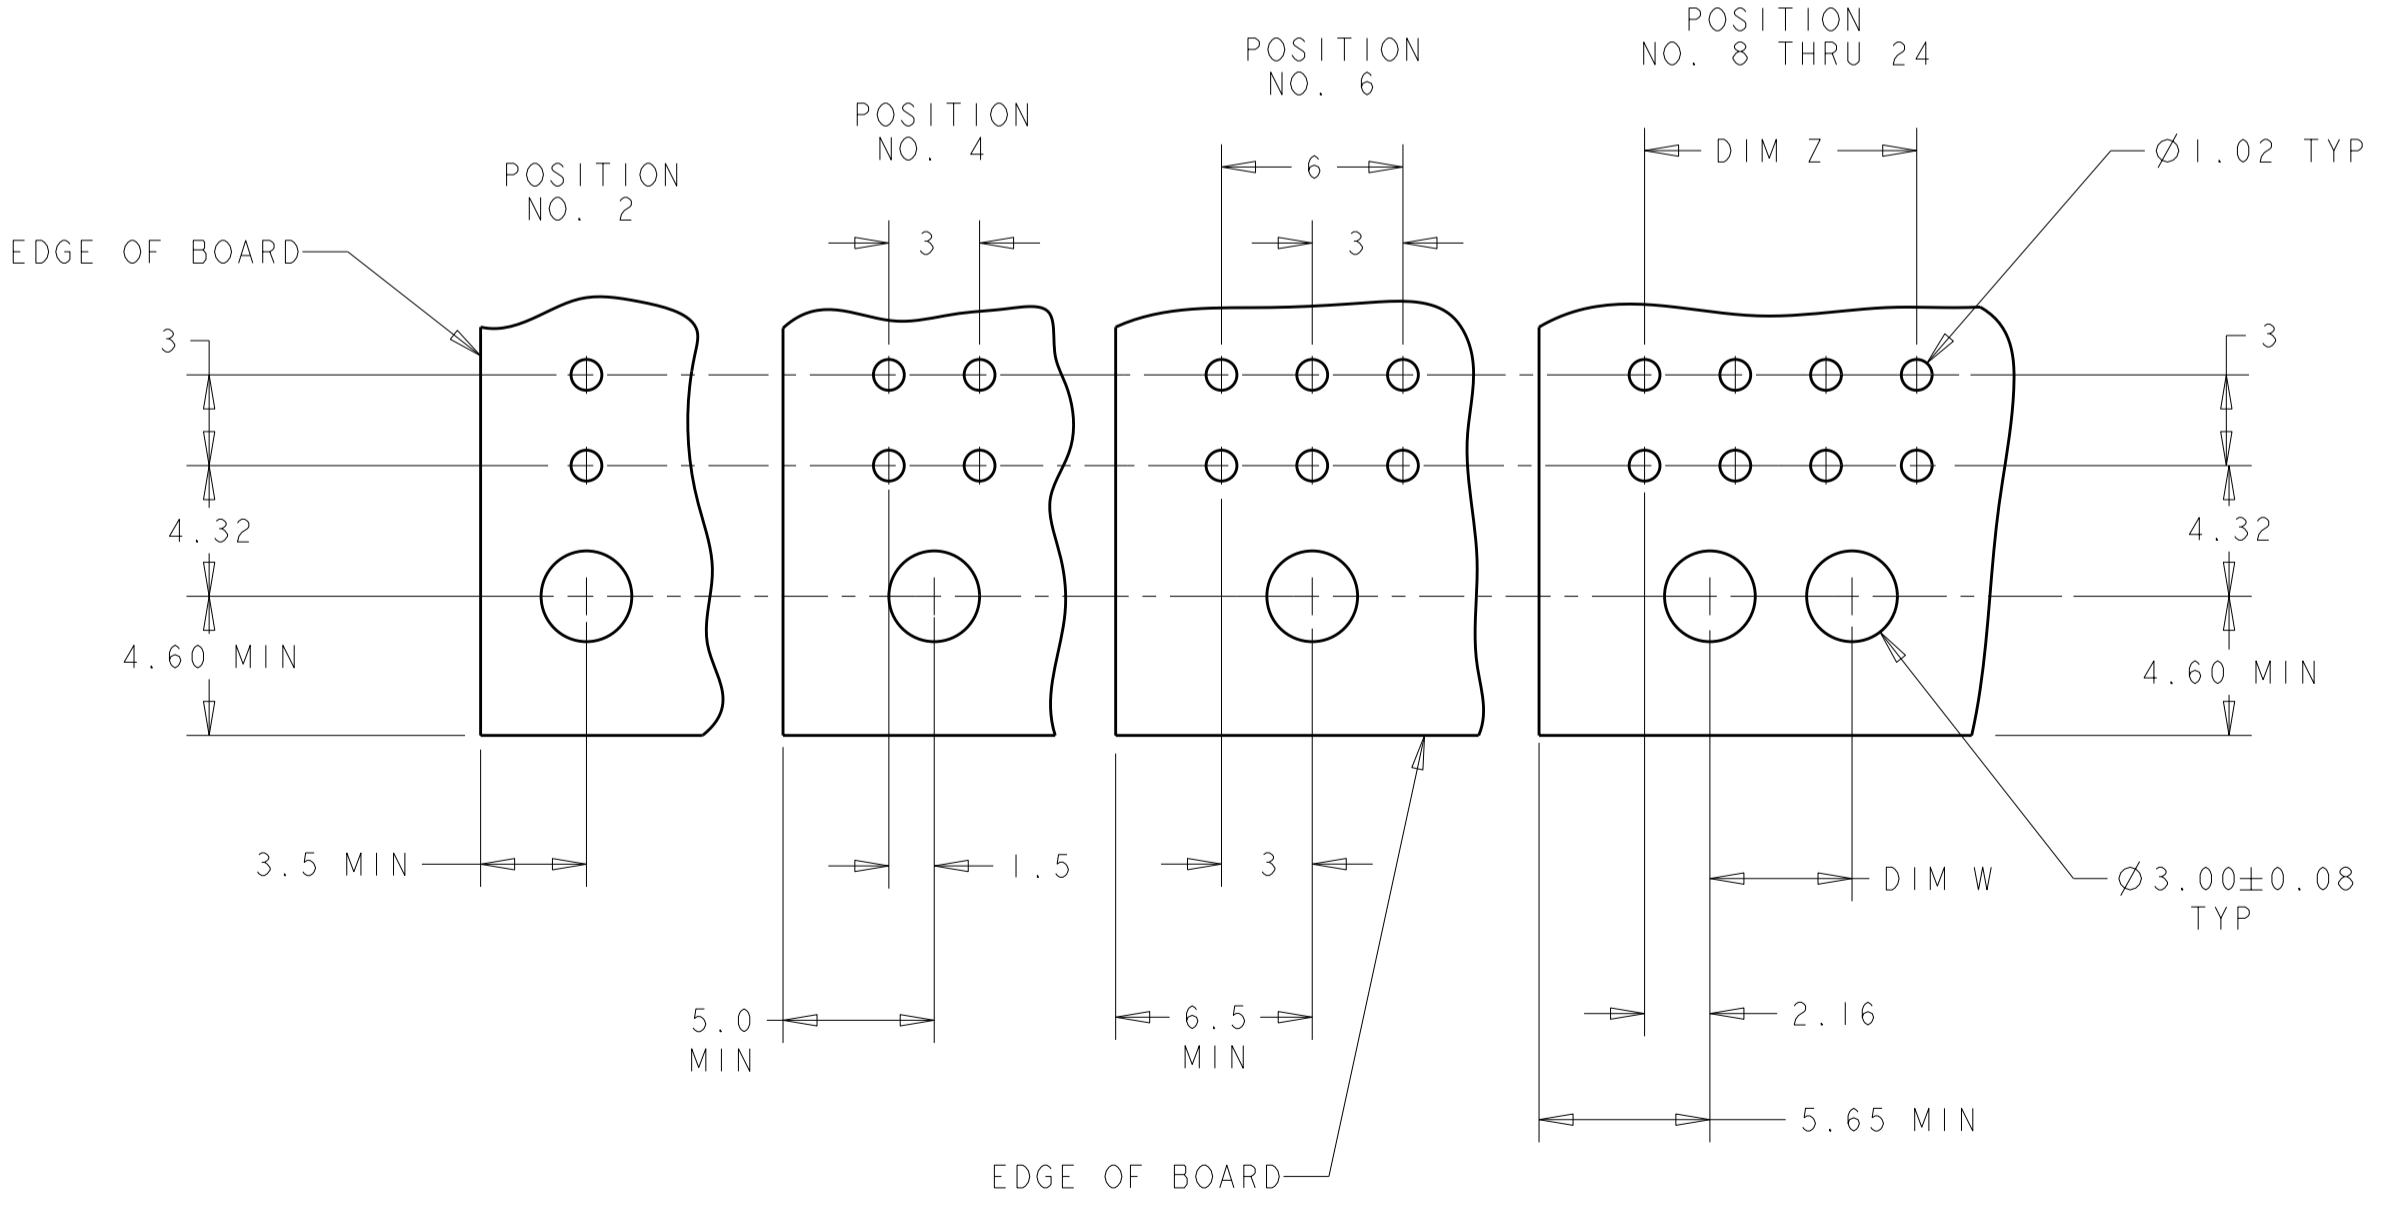 POSITION
NO. 8 THRU 24
POSITION
NO. 6
POSITION
NO. 4
POSITION
NO. 2
6
DIM Z
Ø1.02 TYP
EDGE OF BOARD
3
3
3
3
4.32
4.32
4.60 MIN
4.60 MIN
3.5 MIN
1.5
3
DIM W
Ø3.00±0.08
TYP
5.0
MIN
6.5
MIN
2.16
5.65 MIN
EDGE OF BOARD